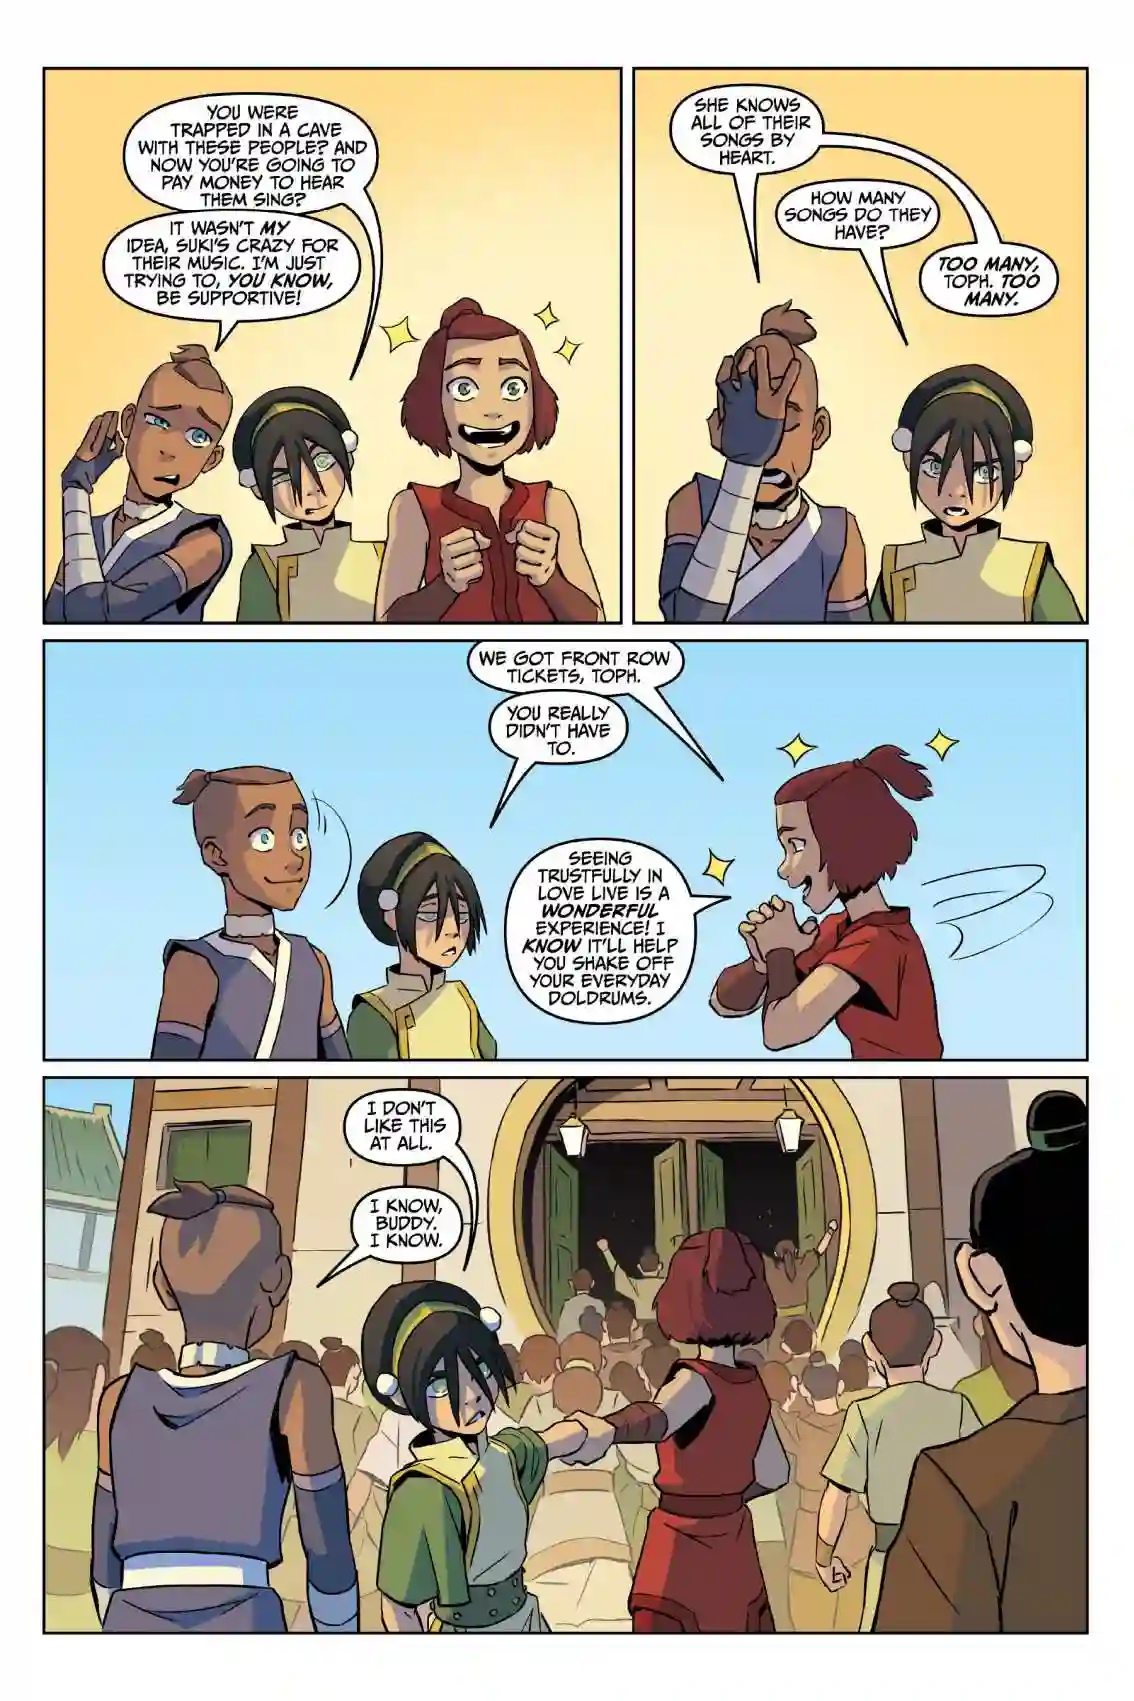 YOU WERE
TRAPPED IN A CAVE
WITH THESE PEOPLE? AND
NOW YOU'RE GOING TO
PAY MONEY TO HEAR
THEM SING?
IT WASN'T MY
IDEA, SUKI'S CRAZY FOR
THEIR MUSIC. I'M JUST
TRYING TO, YOU KNOW,
BE SUPPORTIVE!
SHE KNOWS
ALL OF THEIR
SONGS BY
HEART.
HOW MANY
SONGS DO THEY
HAVE?
TOO MANY,
TOPH. TOO
MANY.
WE GOT FRONT ROW
TICKETS, TOPH.
YOU REALLY
DIDN'T HAVE
TO.
SEEING
TRUSTFULLY IN
LOVE LIVE IS A
WONDERFUL
EXPERIENCE! I
KNOW IT'LL HELP
YOU SHAKE OFF
YOUR EVERYDAY
DOLDRUMS.
I DON'T
LIKE THIS
AT ALL.
I KNOW,
BUDDY.
I KNOW.